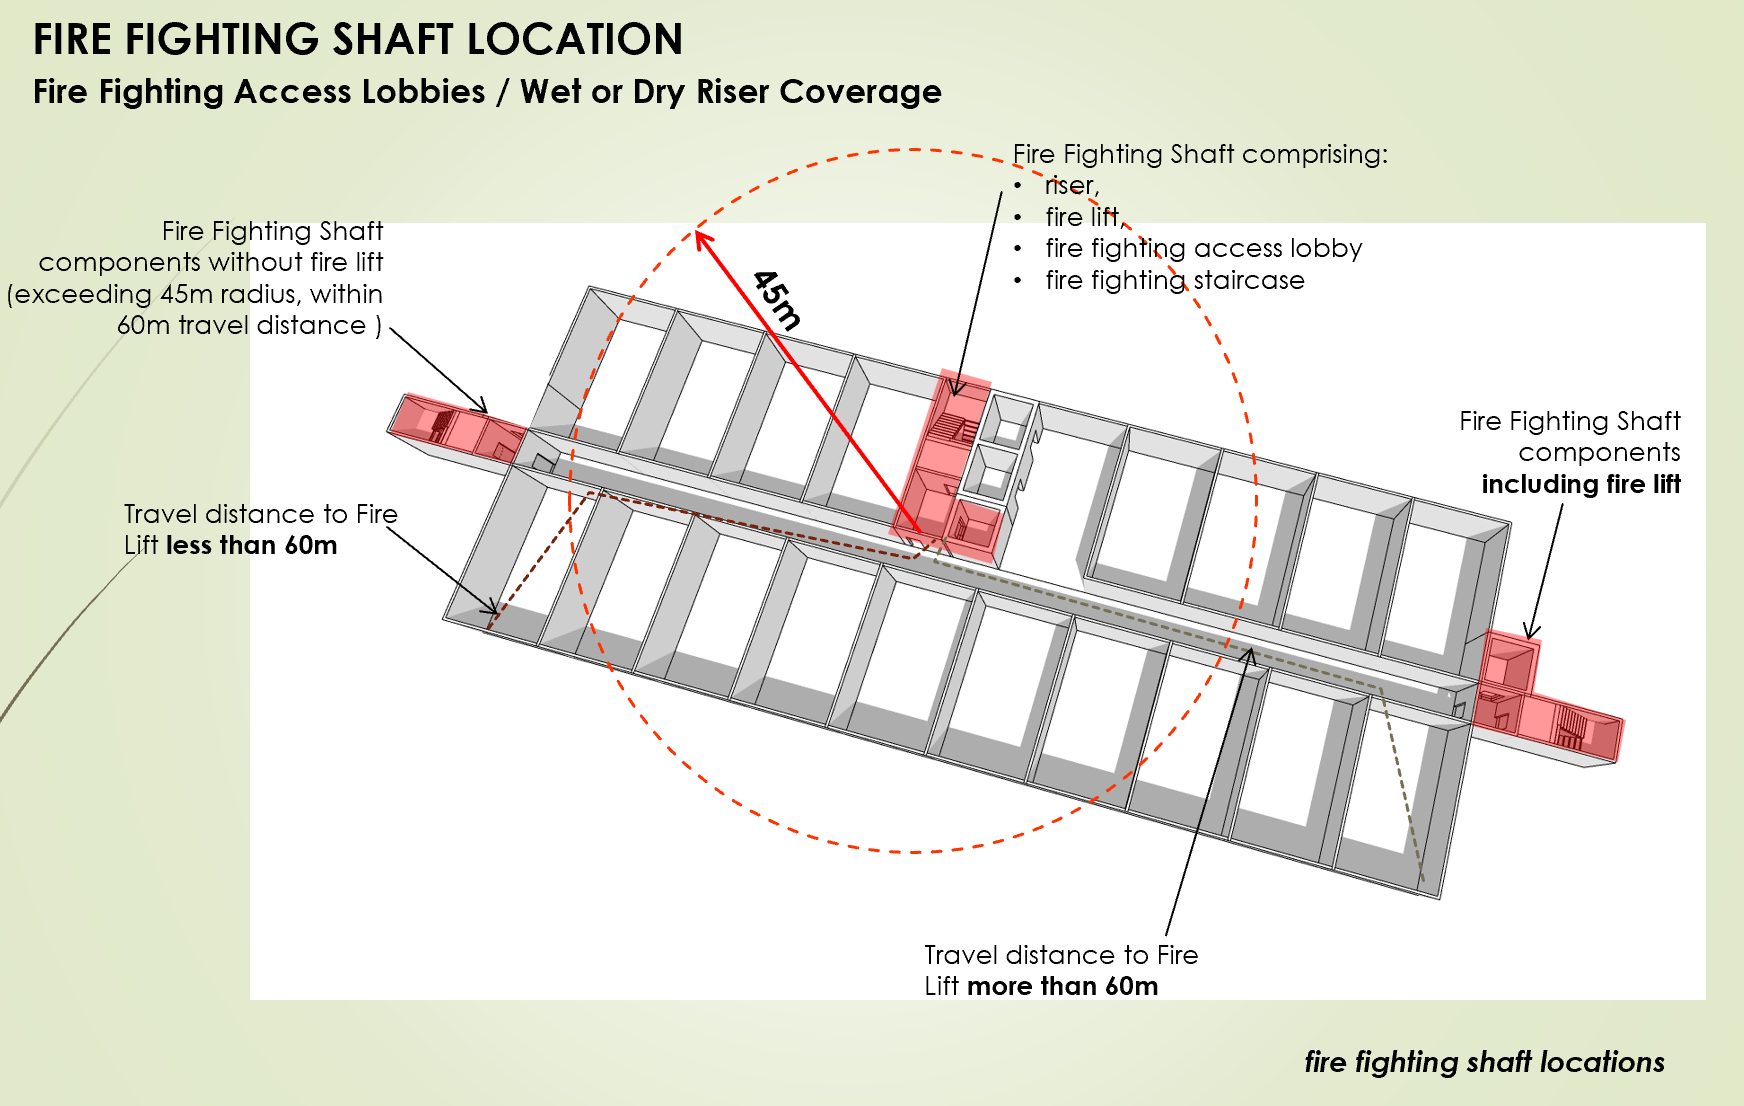 FIRE FIGHTING SHAFT LOCATION
Fire Fighting Access Lobbies / Wet or Dry Riser Coverage
Fire Fighting Shaft comprising:
• riser,
• fire lift,
• fire fighting access lobby
• fire fighting staircase
Fire Fighting Shaft
components without fire lift
(exceeding 45m radius, within
60m travel distance )
45m
Fire Fighting Shaft
components
including fire lift
Travel distance to Fire
Lift less than 60m
Travel distance to Fire
Lift more than 60m
fire fighting shaft locations